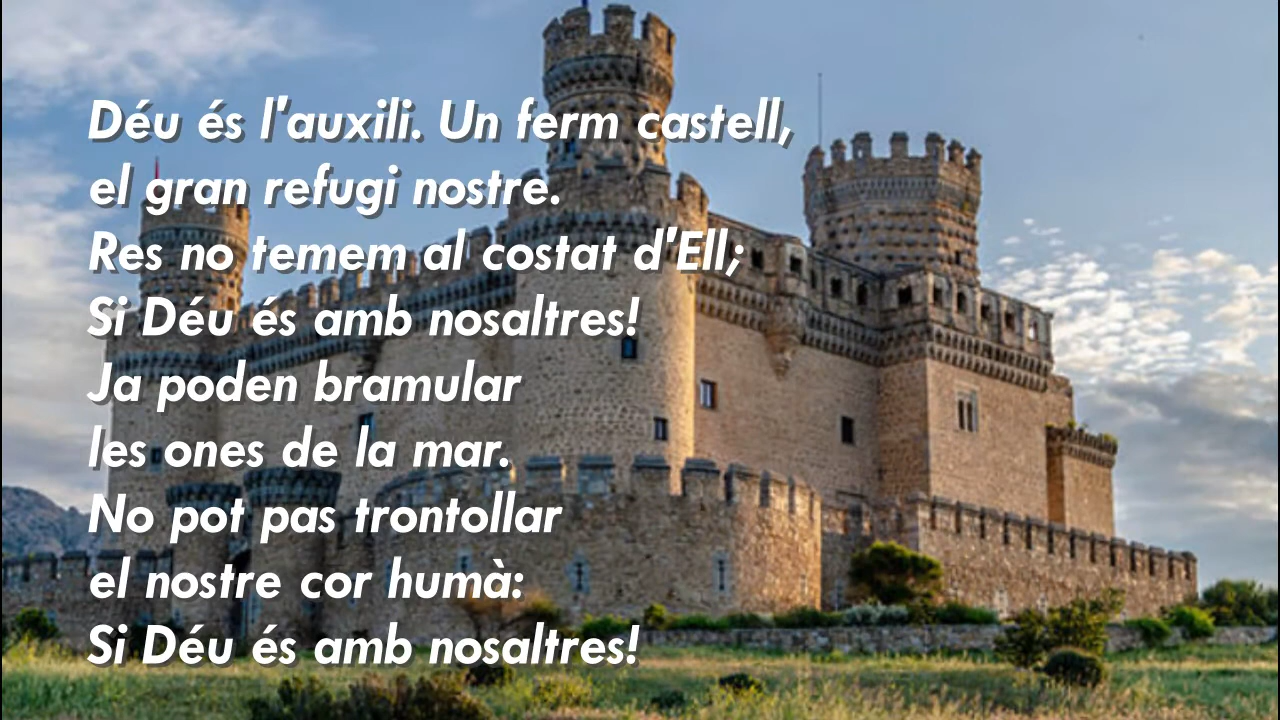 Déu és l'auxili. Un ferm castell,
el gran refugi nostre.
Res no temem al costat d'Ell;
Si Déu és amb nosaltres!
Ja poden bramular
les ones de la mar.
No pot pas trontollar
el nostre cor humà:
Si Déu és amb nosaltres!